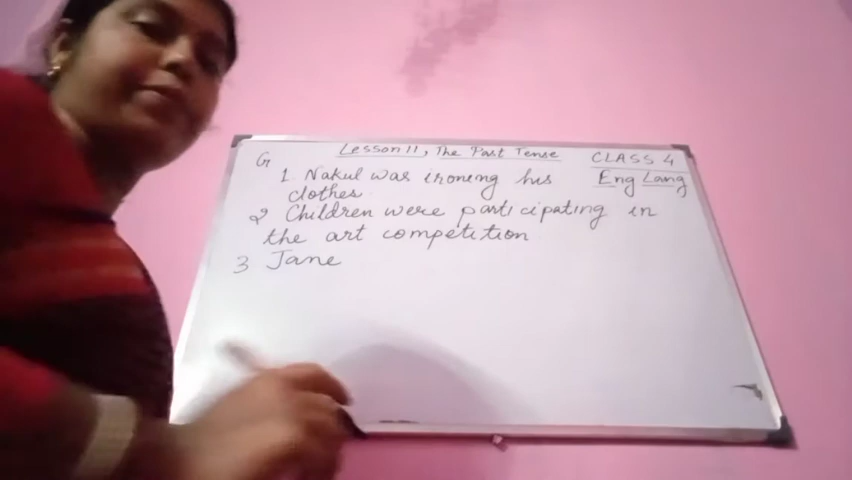 Lesson 11, The Past Tense CLASS 4
G Eng Lang
1. Nakul was ironing his
clothes.
2 Children were participating in
the art competition
3 Jane